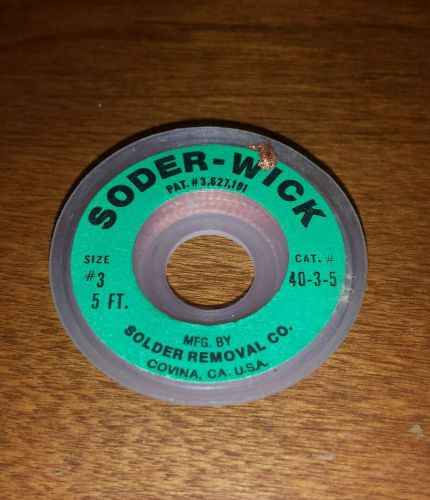 SODER-WICK
PAT. #3,627,191
SIZE
#3
5 FT.
CAT. #
40-3-5
MFG. BY
SOLDER REMOVAL CO.
COVINA, CA. U.S.A.